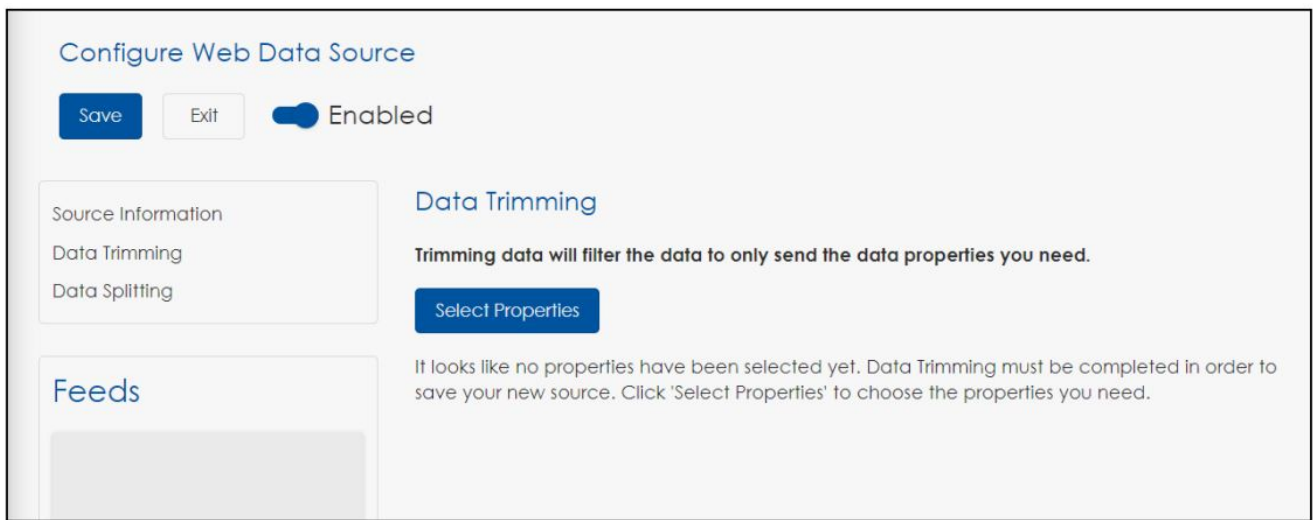 Configure Web Data Source
Save
Exit
Enabled
Source Information
Data Trimming
Data Splitting
Feeds
Data Trimming
Trimming data will filter the data to only send the data properties you need.
Select Properties
It looks like no properties have been selected yet. Data Trimming must be completed in order to
save your new source. Click 'Select Properties' to choose the properties you need.